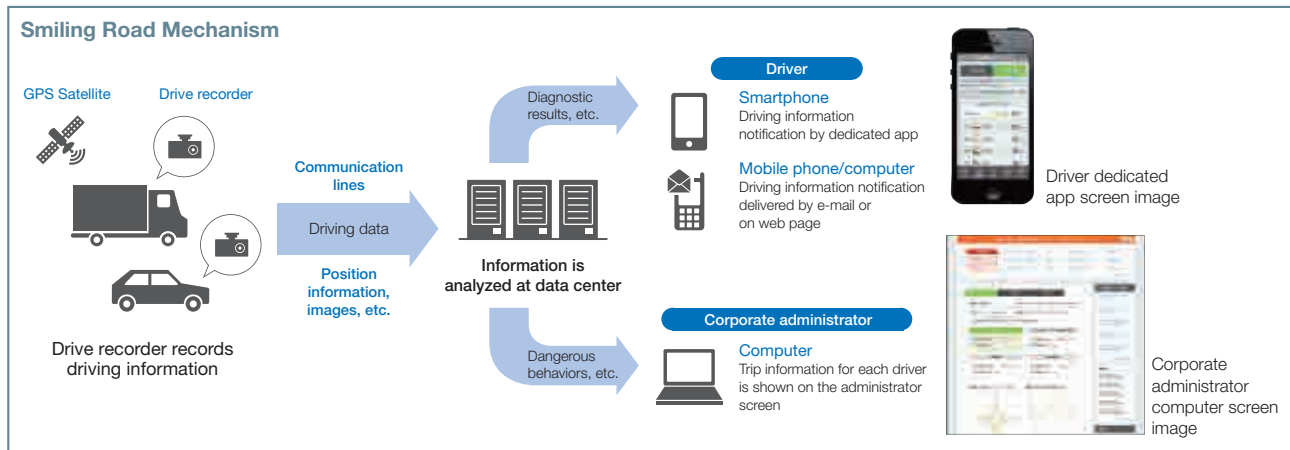 Smiling Road Mechanism
GPS Satellite
Drive recorder
Communication
lines
Driving data
Position
information,
images, etc.
Drive recorder records
driving information
Information is
analyzed at data center
Diagnostic
results, etc.
Dangerous
behaviors, etc.
Driver
Smartphone
Driving information
notification by dedicated app
Mobile phone/computer
Driving information notification
delivered by e-mail or
on web page
Corporate administrator
Computer
Trip information for each driver
is shown on the administrator
screen
Driver dedicated
app screen image
Corporate
administrator
computer screen
image